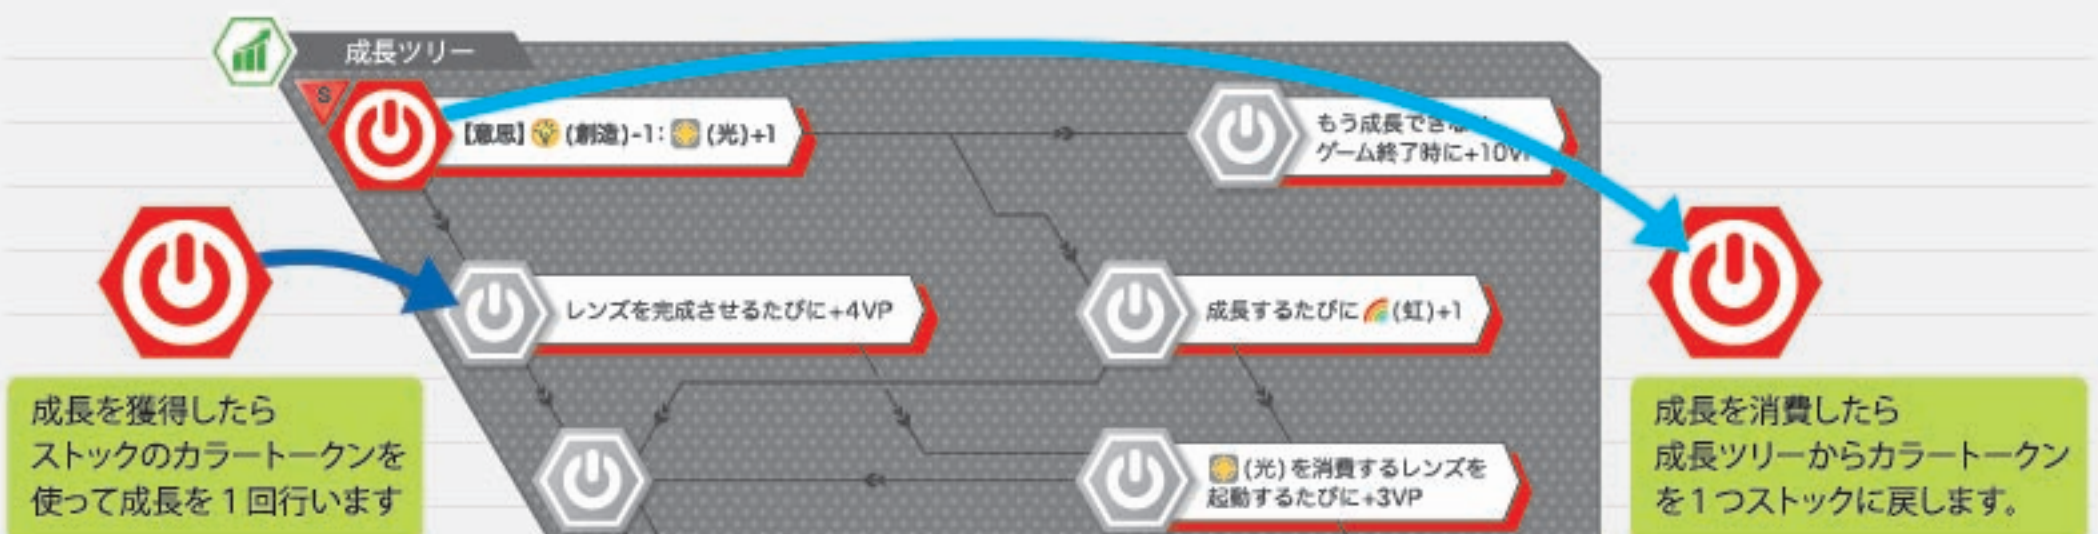 成長ツリー
S
【意思】(創造)-1:(光)+1
もう成長でき
ゲーム終了時に+10V
レンズを完成させるたびに+4VP
成長するたびに(虹)+1
(光)を消費するレンズを
起動するたびに+3VP
成長を獲得したら
ストックのカラートークンを
使って成長を1回行います
成長を消費したら
成長ツリーからカラートークン
を1つストックに戻します。